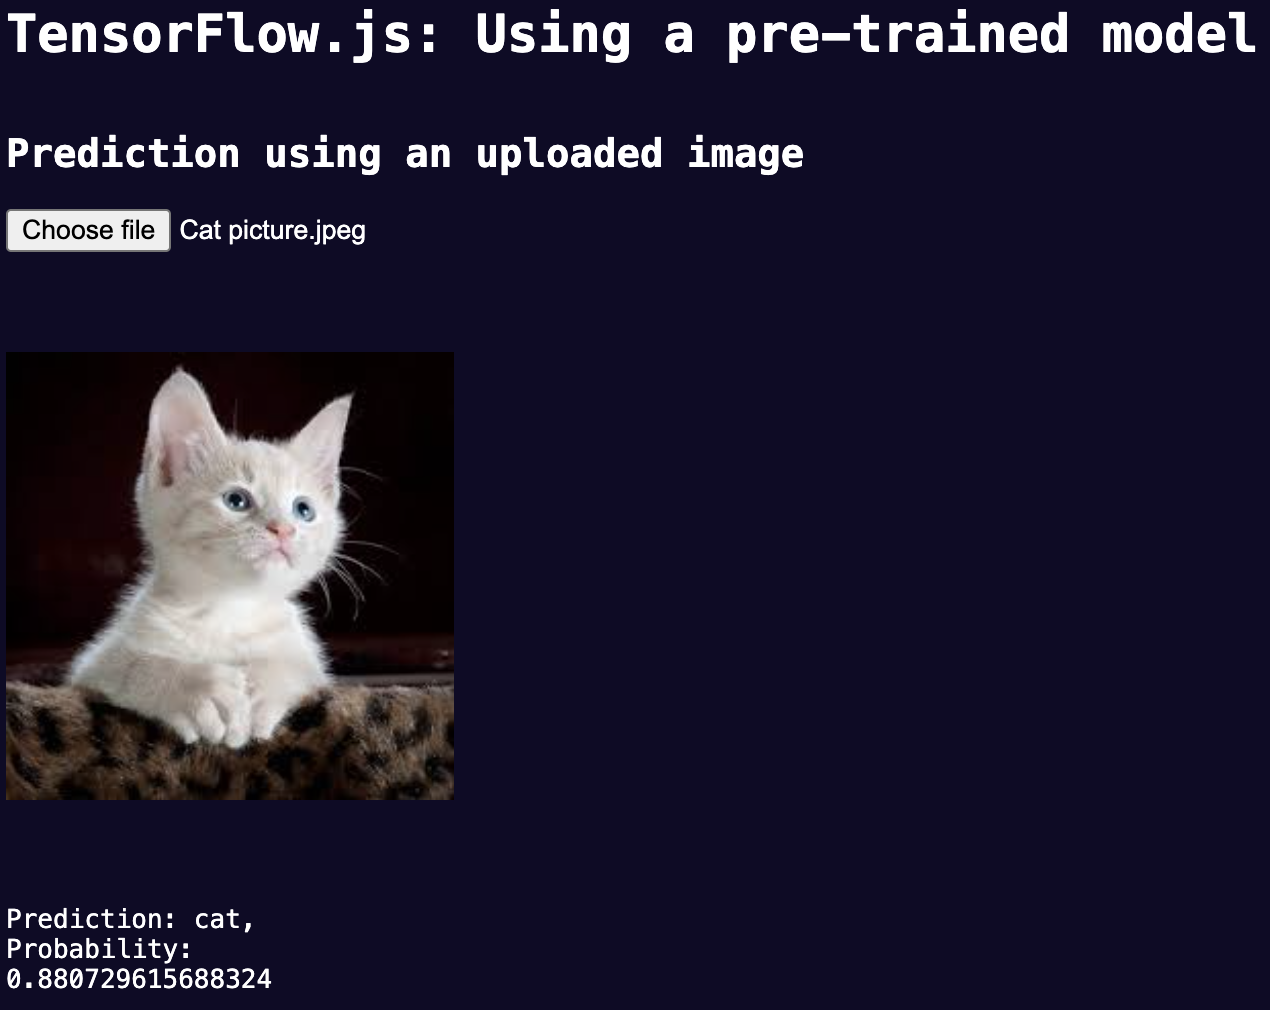 TensorFlow.js: Using a pre-trained model
Prediction using an uploaded image
Choose file Cat picture.jpeg
Prediction: cat,
Probability:
0.880729615688324